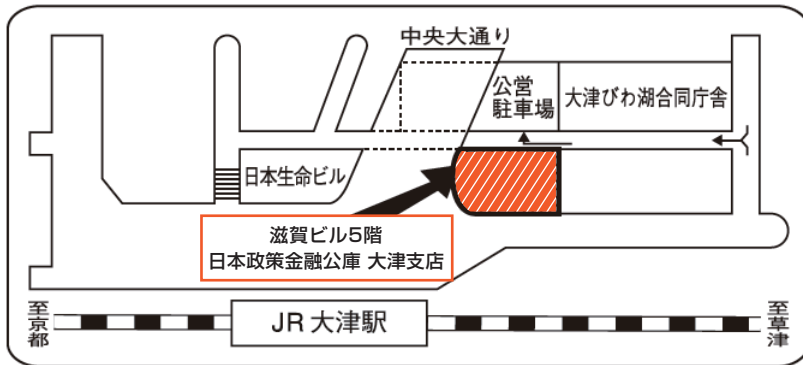 中央大通り
公営
駐車場
大津びわ湖合同庁舎
日本生命ビル
滋賀ビル5階
日本政策金融公庫 大津支店
至京都
JR大津駅
至草津